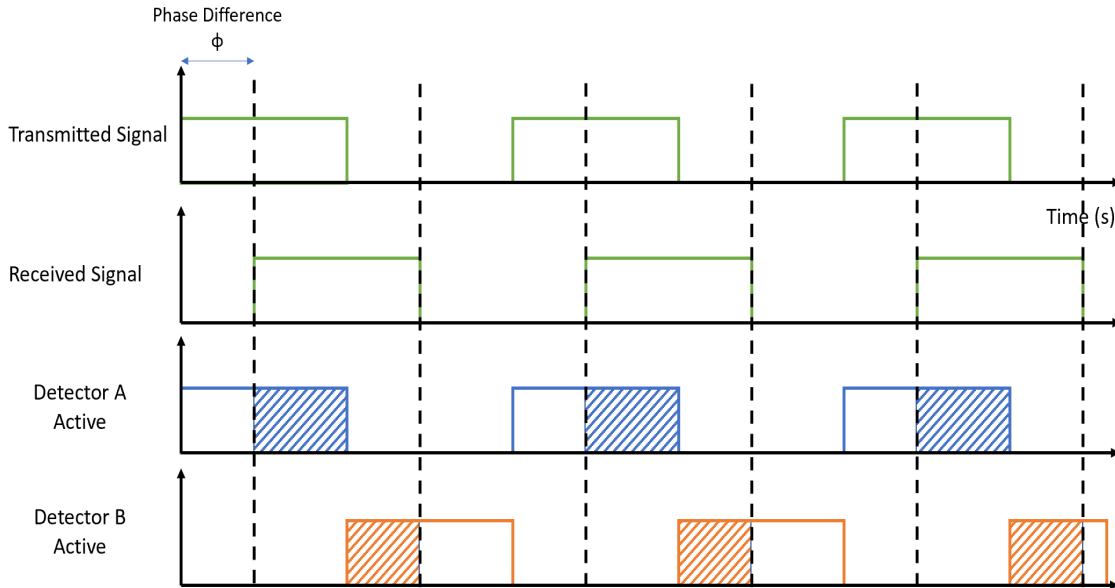 Phase Difference
ϕ
Transmitted Signal
Time (s)
Received Signal
Detector A
Active
Detector B
Active